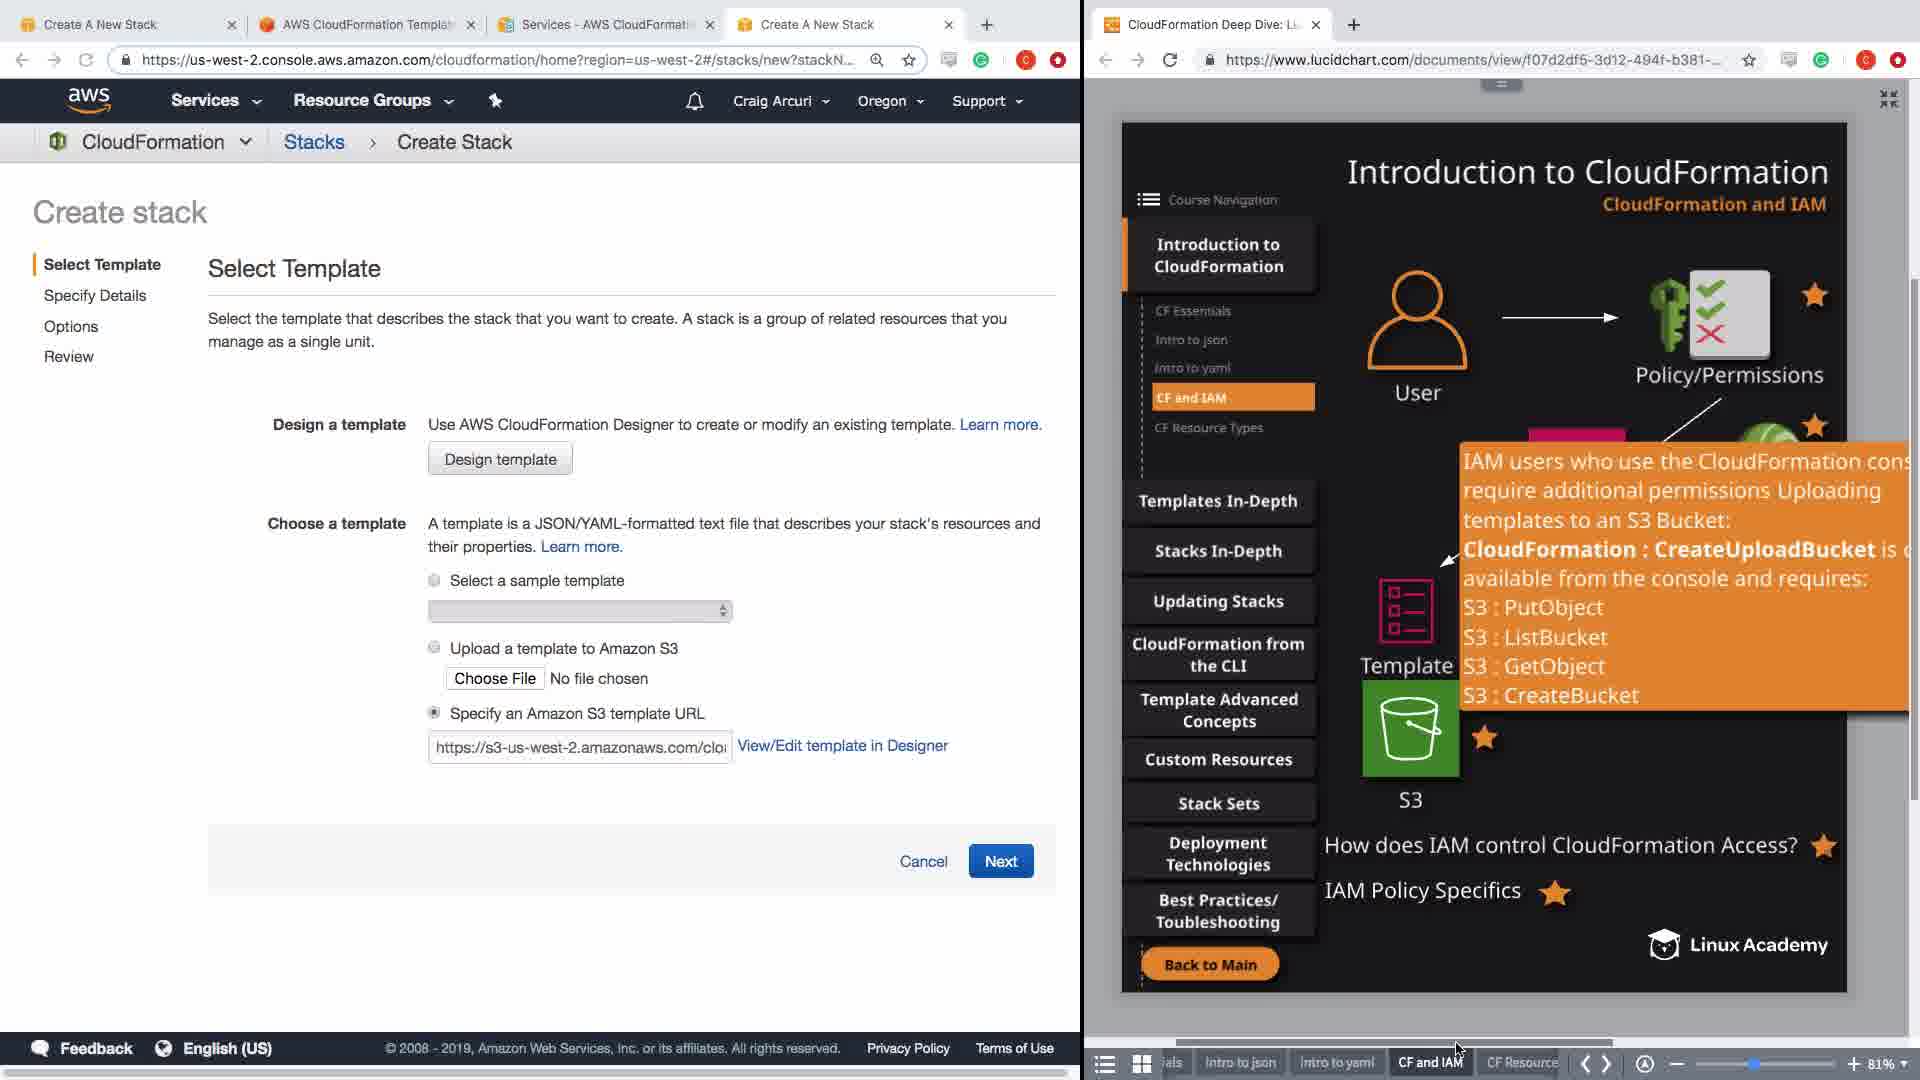 Create A New Stack
AWS CloudFormation Templat
Services - AWS CloudFormati
Create A New Stack
https://us-west-2.console.aws.amazon.com/cloudformation/home?region=us-west-2#/stacks/new?stackN...
C
aws
Services
Resource Groups
Craig Arcuri
Oregon
Support
CloudFormation
Stacks
Create Stack
Create stack
Select Template
Specify Details
Options
Review
Select Template
Select the template that describes the stack that you want to create. A stack is a group of related resources that you
manage as a single unit.
Design a template
Use AWS CloudFormation Designer to create or modify an existing template. Learn more.
Design template
Choose a template
A template is a JSON/YAML-formatted text file that describes your stack's resources and
their properties. Learn more.
Select a sample template
Upload a template to Amazon S3
Choose File No file chosen
Specify an Amazon S3 template URL
https://s3-us-west-2.amazonaws.com/clo
View/Edit template in Designer
Cancel
Next
Feedback
English (US)
© 2008 - 2019, Amazon Web Services, Inc. or its affiliates. All rights reserved.
Privacy Policy
Terms of Use
CloudFormation Deep Dive: L
https://www.lucidchart.com/documents/view/f07d2df5-3d12-494f-b381-...
C
Introduction to CloudFormation
CloudFormation and IAM
Course Navigation
Introduction to
CloudFormation
CF Essentials
Intro to json
Intro to yaml
CF and IAM
CF Resource Types
Templates In-Depth
Stacks In-Depth
Updating Stacks
CloudFormation from
the CLI
Template Advanced
Concepts
Custom Resources
Stack Sets
Deployment
Technologies
Best Practices/
Toubleshooting
Back to Main
User
Policy/Permissions
IAM users who use the CloudFormation cons
require additional permissions Uploading
templates to an S3 Bucket:
CloudFormation : CreateUploadBucket is
available from the console and requires:
S3 : PutObject
S3 : ListBucket
S3 : GetObject
S3 : CreateBucket
Template
S3
How does IAM control CloudFormation Access?
IAM Policy Specifics
Linux Academy
ials
Intro to json
Intro to yaml
CF and IAM
CF Resource
81%